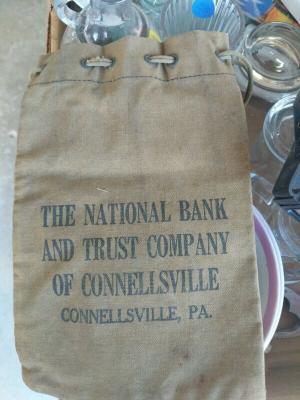 THE NATIONAL BANK
AND TRUST COMPANY
OF CONNELLSVILLE
CONNELLSVILLE, PA.